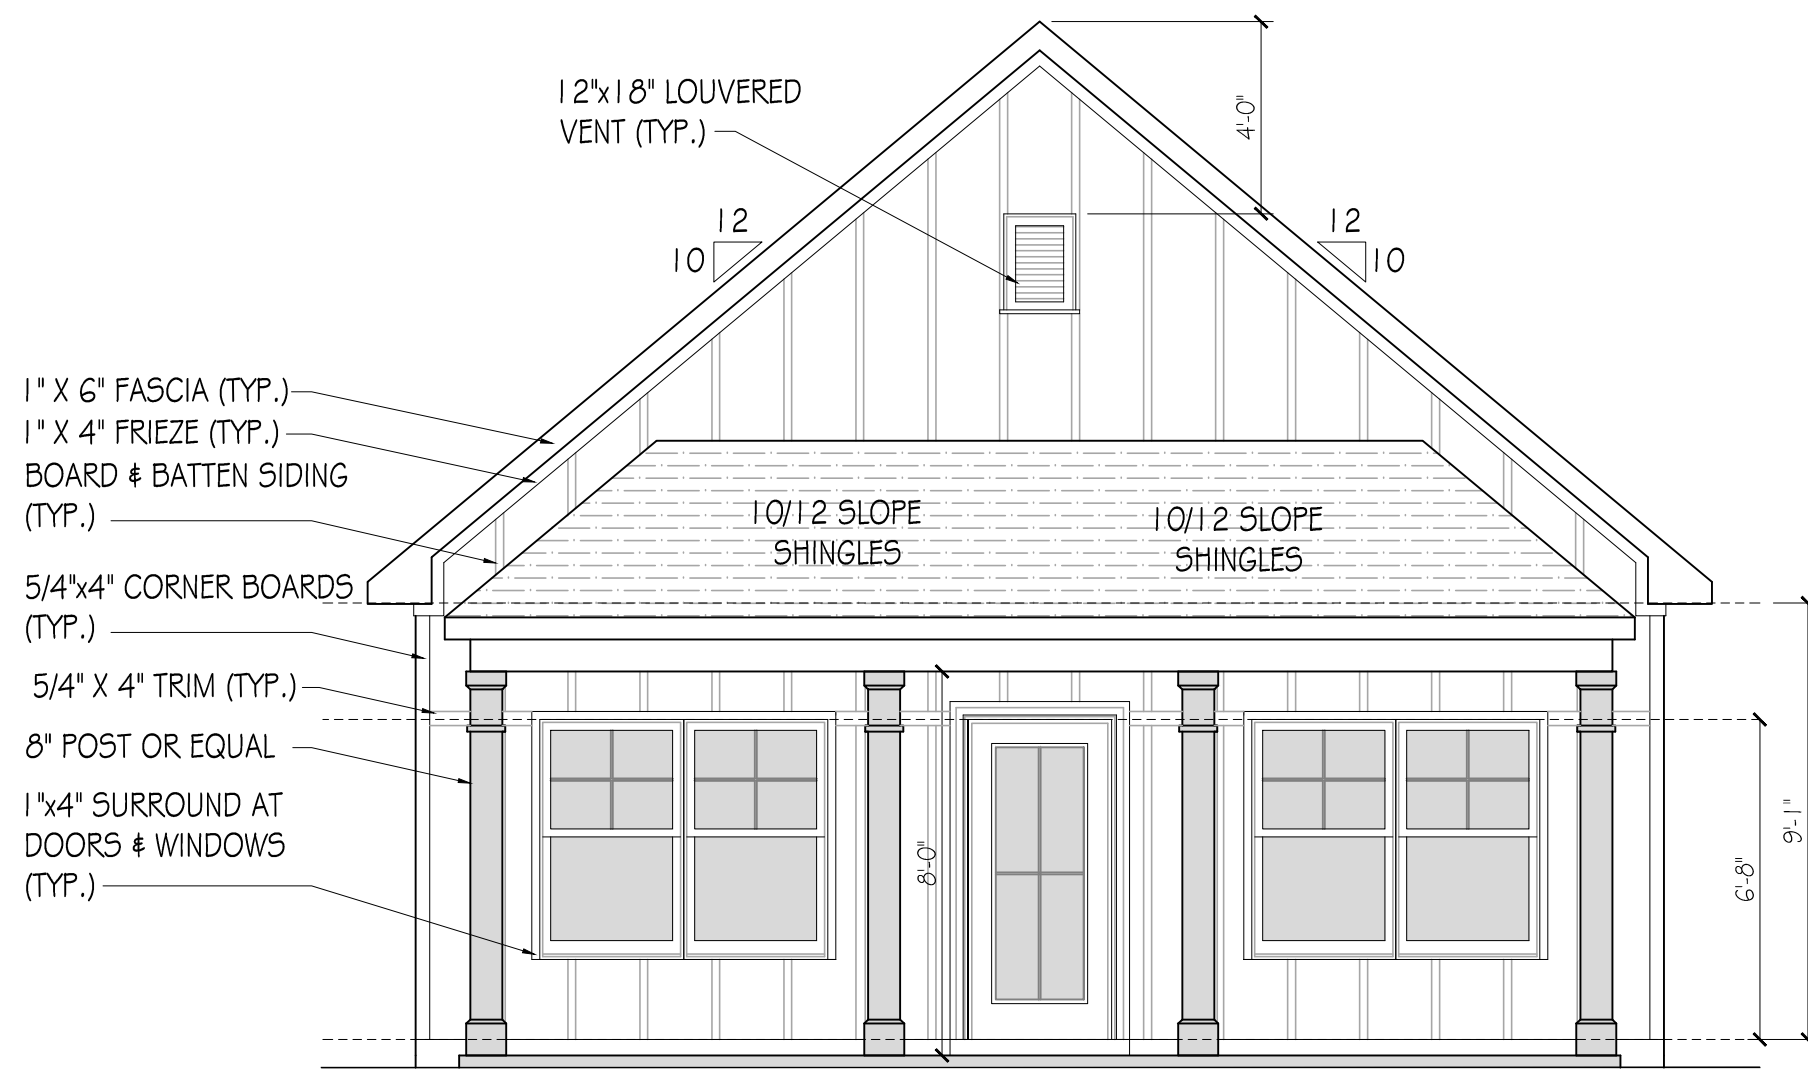 12"x18" LOUVERED
VENT (TYP.)
4'-0"
12
10
12
10
1" X 6" FASCIA (TYP.)
1" X 4" FRIEZE (TYP.)
BOARD & BATTEN SIDING
(TYP.)
10/12 SLOPE
SHINGLES
10/12 SLOPE
SHINGLES
5/4"x4" CORNER BOARDS
(TYP.)
5/4" X 4" TRIM (TYP.)
8" POST OR EQUAL
1"x4" SURROUND AT
DOORS & WINDOWS
(TYP.)
8'-0"
6'-8"
9'-1"